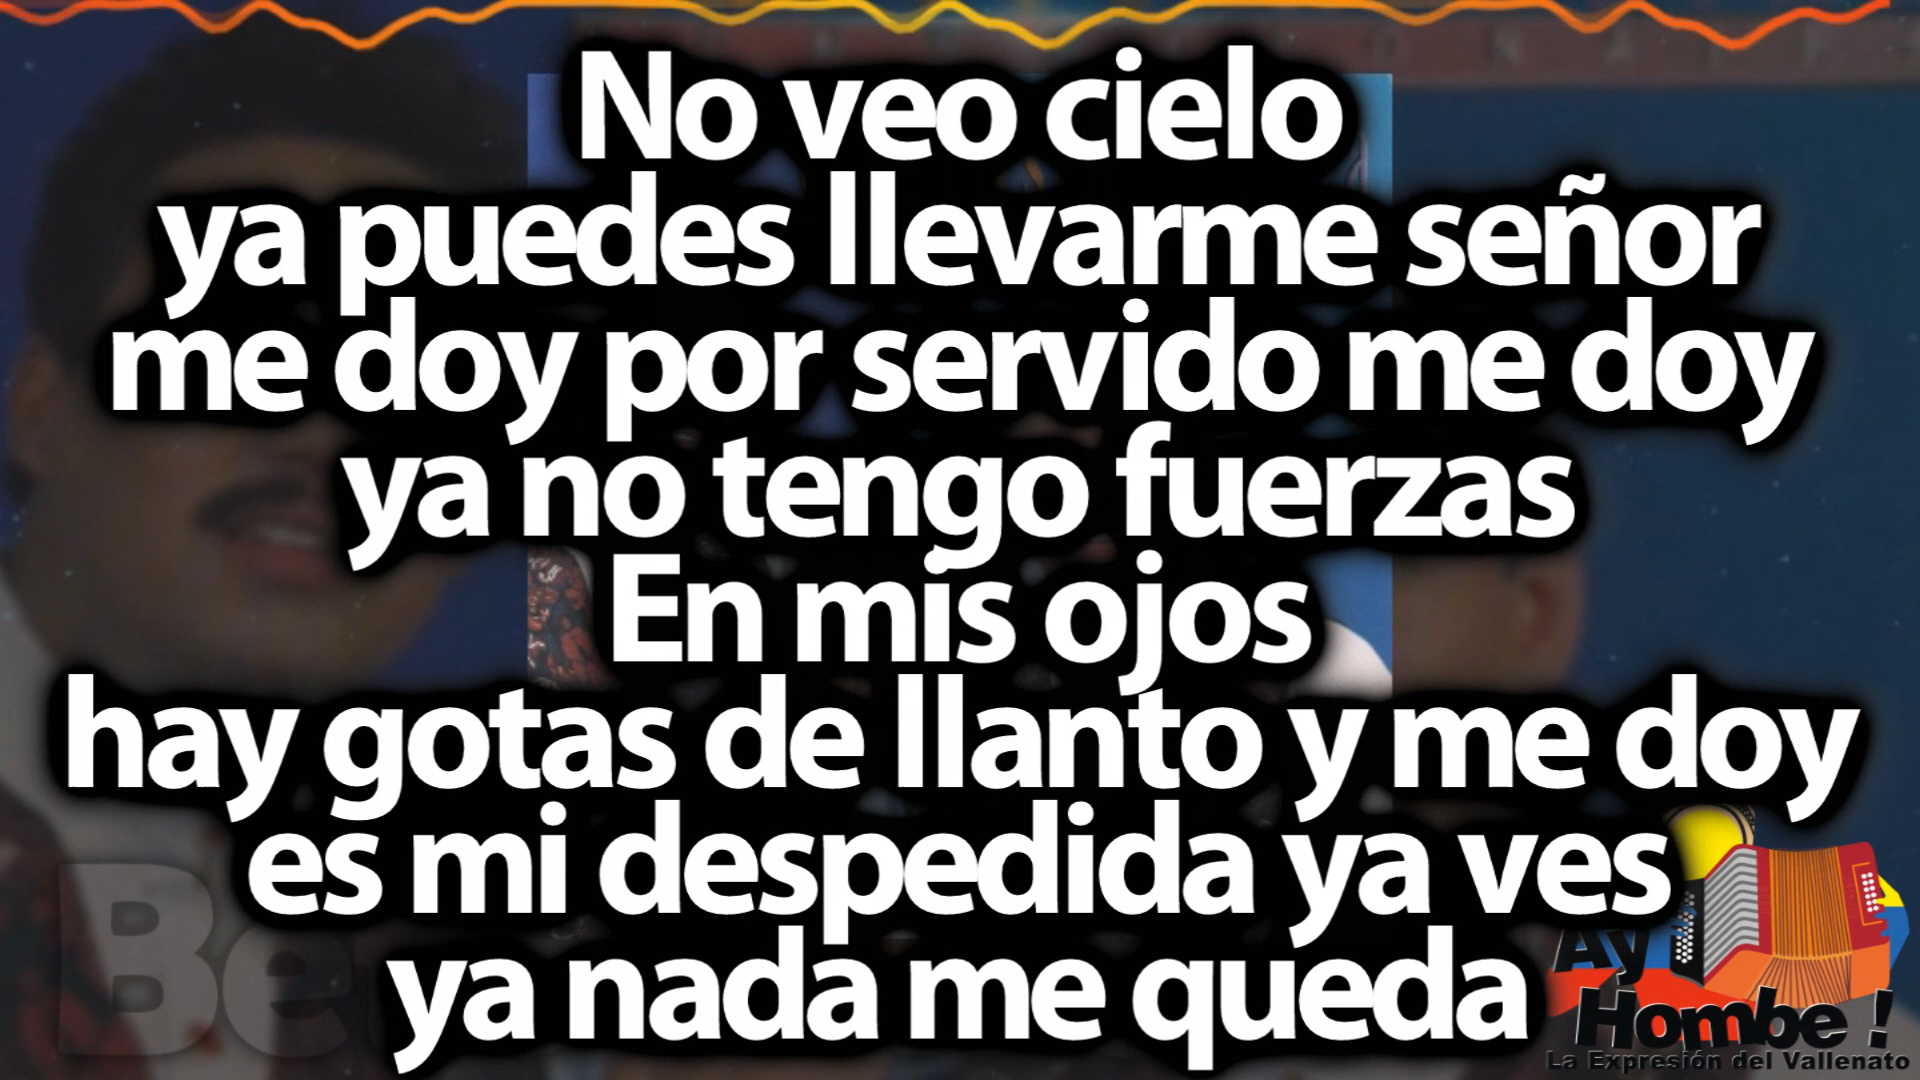 No veo cielo
ya puedes llevarme señor
me doy por servido me doy
ya no tengo fuerzas
En mis ojos
hay gotas de llanto y me doy
es mi despedida ya ves
ya nada me queda
Ay
Hombe !
La Expresión del Vallenato